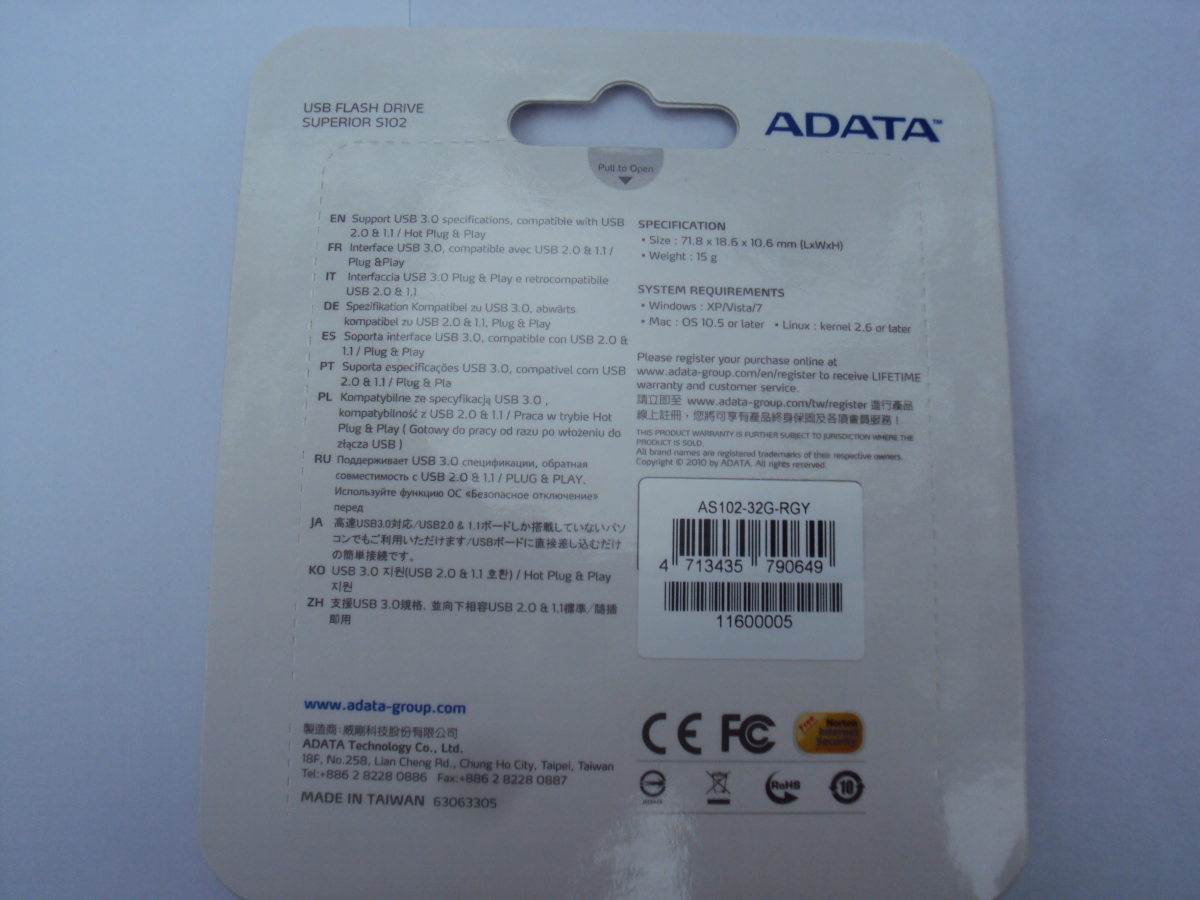 USB FLASH DRIVE
SUPERIOR S102
ADATA™
Pull to Open
EN Support USB 3.0 specifications, compatible with USB
2.0 & 1.1 / Hot Plug & Play
FR Interface USB 3.0, compatible avec USB 2.0 & 1.1 /
Plug &Play
IT Interfaccia USB 3.0 Plug & Play e retrocompatibile
USB 2.0 & 1.1
DE Spezifikation Kompatibel zu USB 3.0, abwärts
kompatibel zu USB 2.0 & 1.1, Plug & Play
ES Soporta interface USB 3.0, compatible con USB 2.0 &
1.1 / Plug & Play
PT Suporta especificações USB 3.0, compatível com USB
2.0 & 1.1 / Plug & Pla
PL Kompatybilne ze specyfikacją USB 3.0 ,
kompatybilność z USB 2.0 & 1.1 / Praca w trybie Hot
Plug & Play ( Gotowy do pracy od razu po włożeniu do
złącza USB )
RU Поддерживает USB 3.0 спецификации, обратная
совместимость с USB 2.0 & 1.1 / PLUG & PLAY.
Используйте функцию ОС «Безопасное отключение»
перед
JA 高速USB3.0対応/USB2.0 & 1.1ボードしか搭載していないパソ
コンでもご利用いただけます/USBボードに直接差し込むだけ
の簡単接続です。
KO USB 3.0 지원(USB 2.0 & 1.1 호환) / Hot Plug & Play
지원
ZH 支援USB 3.0規格, 並向下相容USB 2.0 & 1.1標準/隨插
即用
SPECIFICATION
• Size : 71.8 x 18.6 x 10.6 mm (LxWxH)
• Weight : 15 g
SYSTEM REQUIREMENTS
• Windows : XP/Vista/7
• Mac : OS 10.5 or later • Linux : kernel 2.6 or later
Please register your purchase online at
www.adata-group.com/en/register to receive LIFETIME
warranty and customer service.
請立即至 www.adata-group.com/tw/register 進行產品
線上註冊，您將可享有產品終身保固及各項會員服務！
THIS PRODUCT WARRANTY IS FURTHER SUBJECT TO JURISDICTION WHERE THE
PRODUCT IS SOLD.
All brand names are registered trademarks of their respective owners.
Copyright © 2010 by ADATA. All rights reserved.
AS102-32G-RGY
4 713435 790649
11600005
www.adata-group.com
製造商:威剛科技股份有限公司
ADATA Technology Co., Ltd.
18F, No.258, Lian Cheng Rd., Chung Ho City, Taipei, Taiwan
Tel:+886 2 8228 0886 Fax:+886 2 8228 0887
MADE IN TAIWAN 63063305
CE FC
Free Norton
Internet
Security
RoHS
10